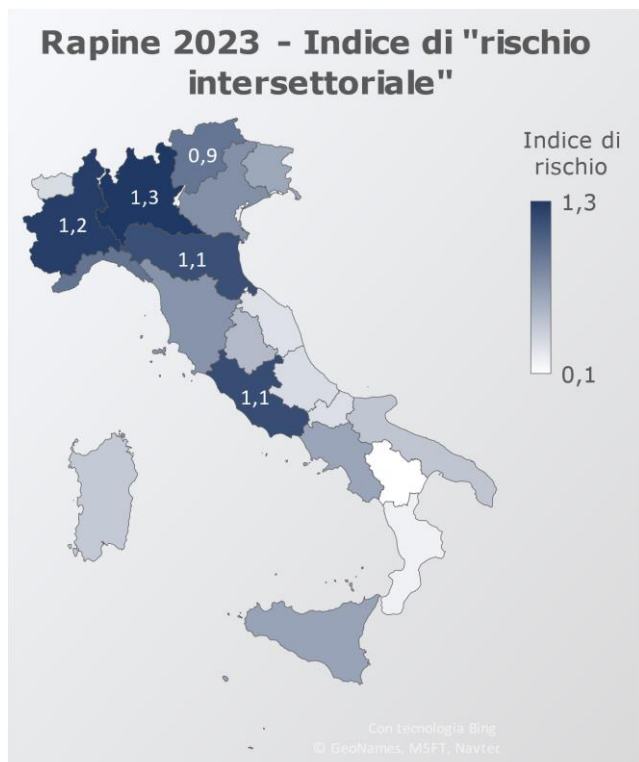 Rapine 2023 - Indice di "rischio
intersettoriale"
0,9
Indice di
rischio
1,3
1,3
1,2
1,1
0,1
1,1
Con tecnologia Bing
© GeoNames, MSFT, Navteq